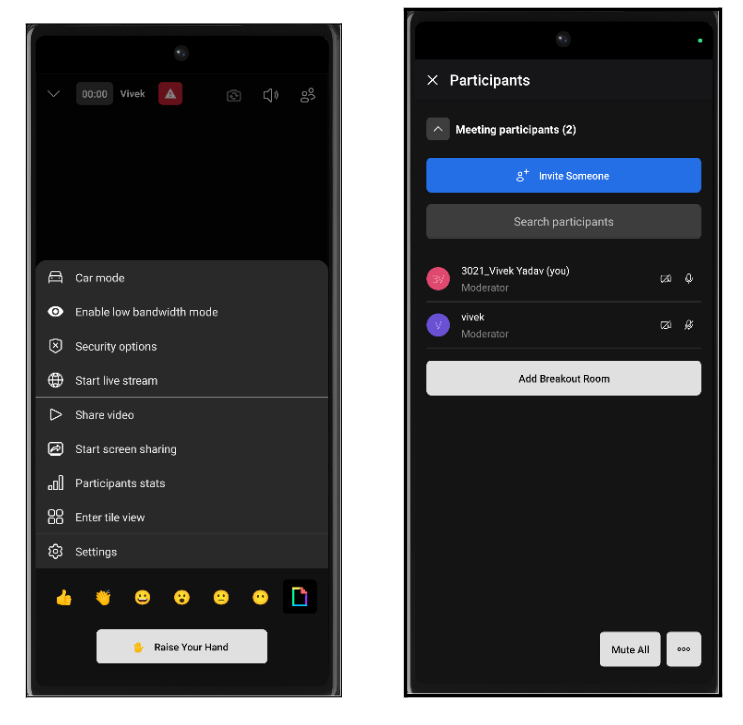 00:00 Vivek
Car mode
Enable low bandwidth mode
Security options
Start live stream
Share video
Start screen sharing
Participants stats
Enter tile view
Settings
Raise Your Hand
Participants
Meeting participants (2)
Invite Someone
Search participants
3V
3021_Vivek Yadav (you)
Moderator
V
vivek
Moderator
Add Breakout Room
Mute All